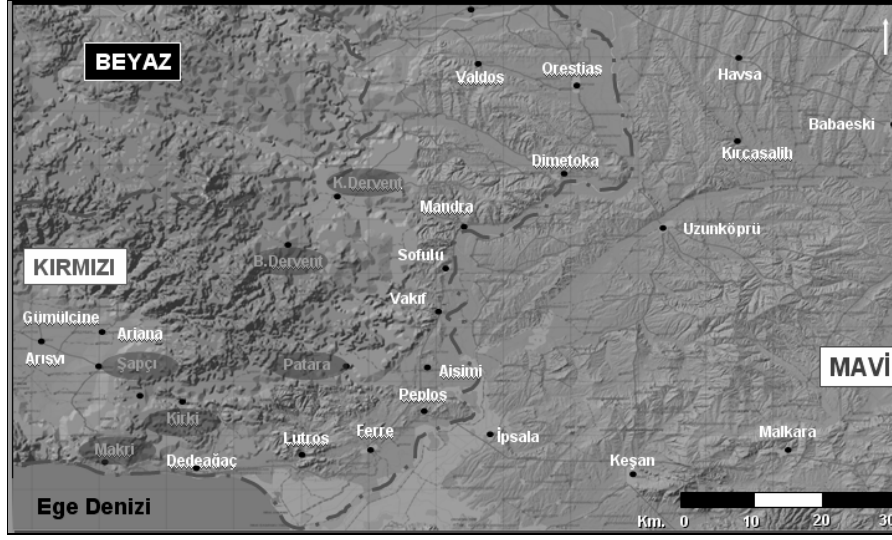 BEYAZ
Valdos
Orestias
Havsa
Babaeski
Kırcasalih
Dimetoka
K.Dervent
Mandra
Uzunköprü
B.Dervent
Sofulu
KIRMIZI
Vakıf
Gümülcine
Ariana
Arısvı
Şapçı
Patara
Aisimi
MAVİ
Peplos
Kirki
Ferre
Lutros
İpsala
Malkara
Makri
Dedeağaç
Keşan
Ege Denizi
Km. 0 10 20 30